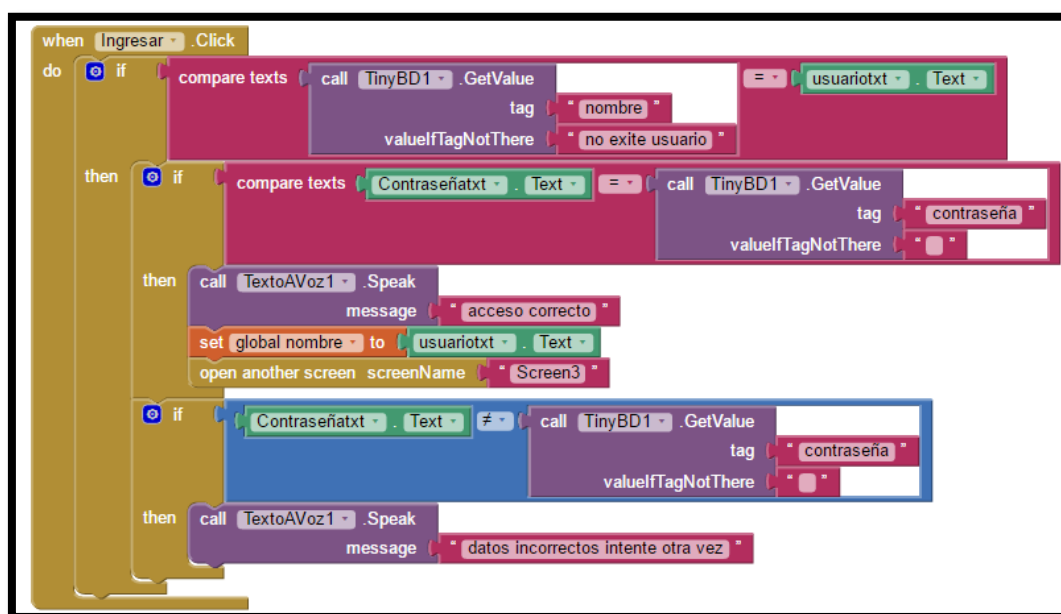 when Ingresar .Click
do if compare texts call TinyBD1 .GetValue = usuariotxt . Text
tag " nombre "
valueIfTagNotThere " no exite usuario "
then if compare texts Contraseñatxt . Text = call TinyBD1 .GetValue
tag " contraseña "
valueIfTagNotThere " "
then call TextoAVoz1 .Speak
message " acceso correcto "
set global nombre to usuariotxt . Text
open another screen screenName " Screen3 "
if Contraseñatxt . Text ≠ call TinyBD1 .GetValue
tag " contraseña "
valueIfTagNotThere " "
then call TextoAVoz1 .Speak
message " datos incorrectos intente otra vez "